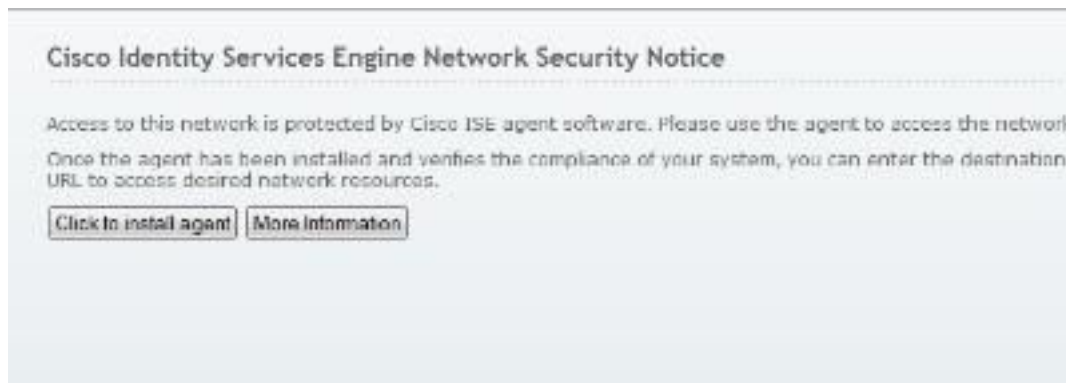 Cisco Identity Services Engine Network Security Notice
Access to this network is protected by Cisco ISE agent software. Please use the agent to access the network
Once the agent has been installed and verifies the compliance of your system, you can enter the destination
URL to access desired network resources.
Click to install agent More Information